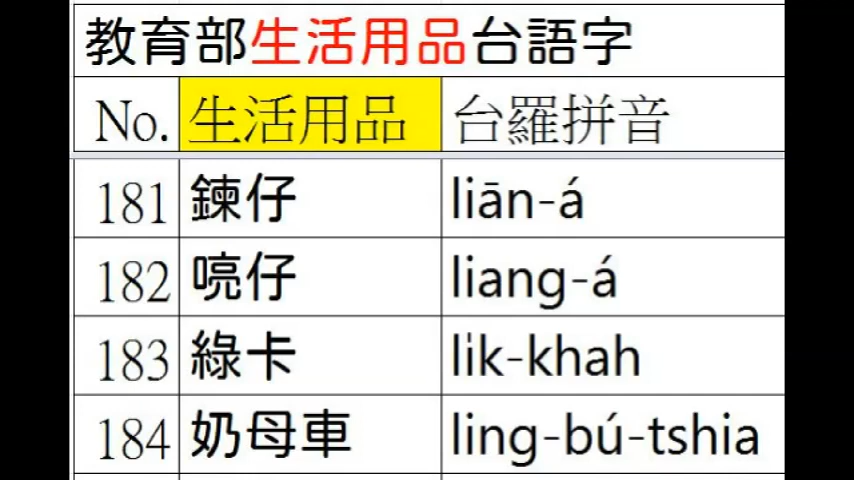 教育部生活用品台語字
No. 生活用品 台羅拼音
181 鍊仔 liān-á
182 喨仔 liang-á
183 綠卡 li̍k-khah
184 奶母車 ling-bú-tshia